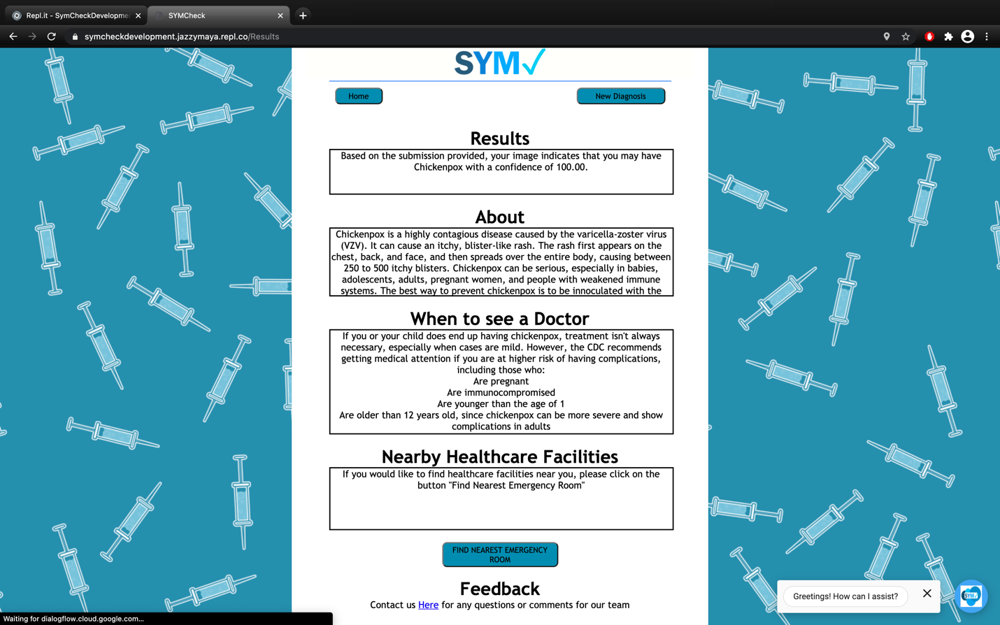 Repl.it - SymCheckDevelopme
SYMCheck
symcheckdevelopment.jazzymaya.repl.co/Results
SYM✓
Home
New Diagnosis
Results
Based on the submission provided, your image indicates that you may have
Chickenpox with a confidence of 100.00.
About
Chickenpox is a highly contagious disease caused by the varicella-zoster virus
(VZV). It can cause an itchy, blister-like rash. The rash first appears on the
chest, back, and face, and then spreads over the entire body, causing between
250 to 500 itchy blisters. Chickenpox can be serious, especially in babies,
adolescents, adults, pregnant women, and people with weakened immune
systems. The best way to prevent chickenpox is to be innoculated with the
When to see a Doctor
If you or your child does end up having chickenpox, treatment isn't always
necessary, especially when cases are mild. However, the CDC recommends
getting medical attention if you are at higher risk of having complications,
including those who:
Are pregnant
Are immunocompromised
Are younger than the age of 1
Are older than 12 years old, since chickenpox can be more severe and show
complications in adults
Nearby Healthcare Facilities
If you would like to find healthcare facilities near you, please click on the
button "Find Nearest Emergency Room"
FIND NEAREST EMERGENCY
ROOM
Feedback
Contact us Here for any questions or comments for our team
Greetings! How can I assist?
SYM✓
Waiting for dialogflow.cloud.google.com...